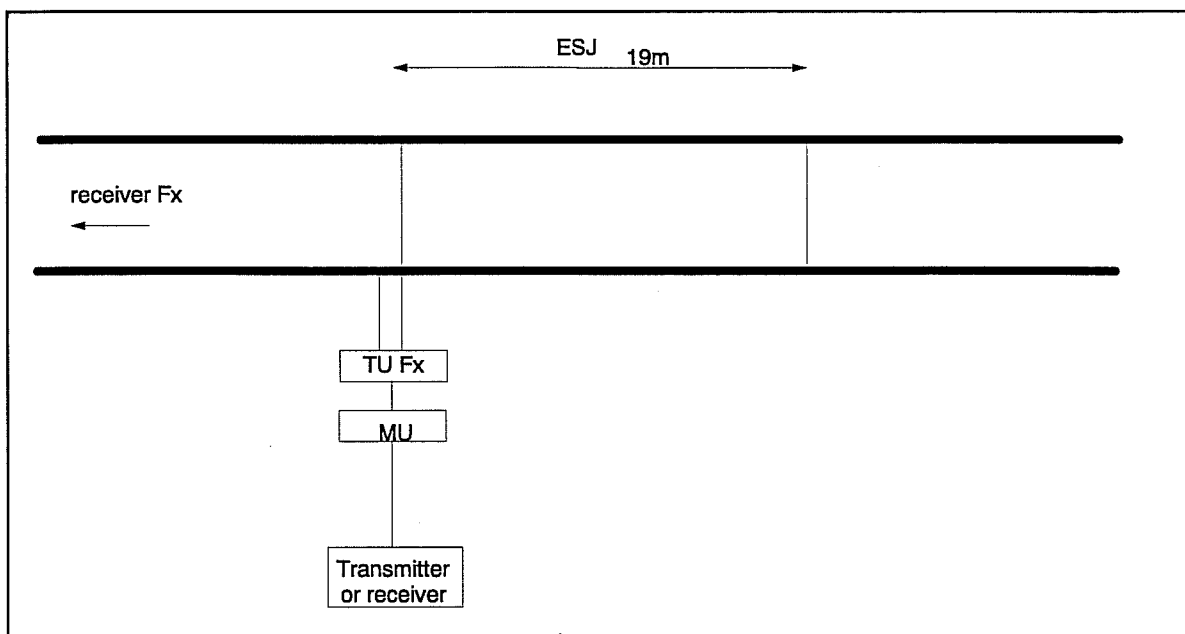 ESJ
19m
receiver Fx
TU Fx
MU
Transmitter
or receiver